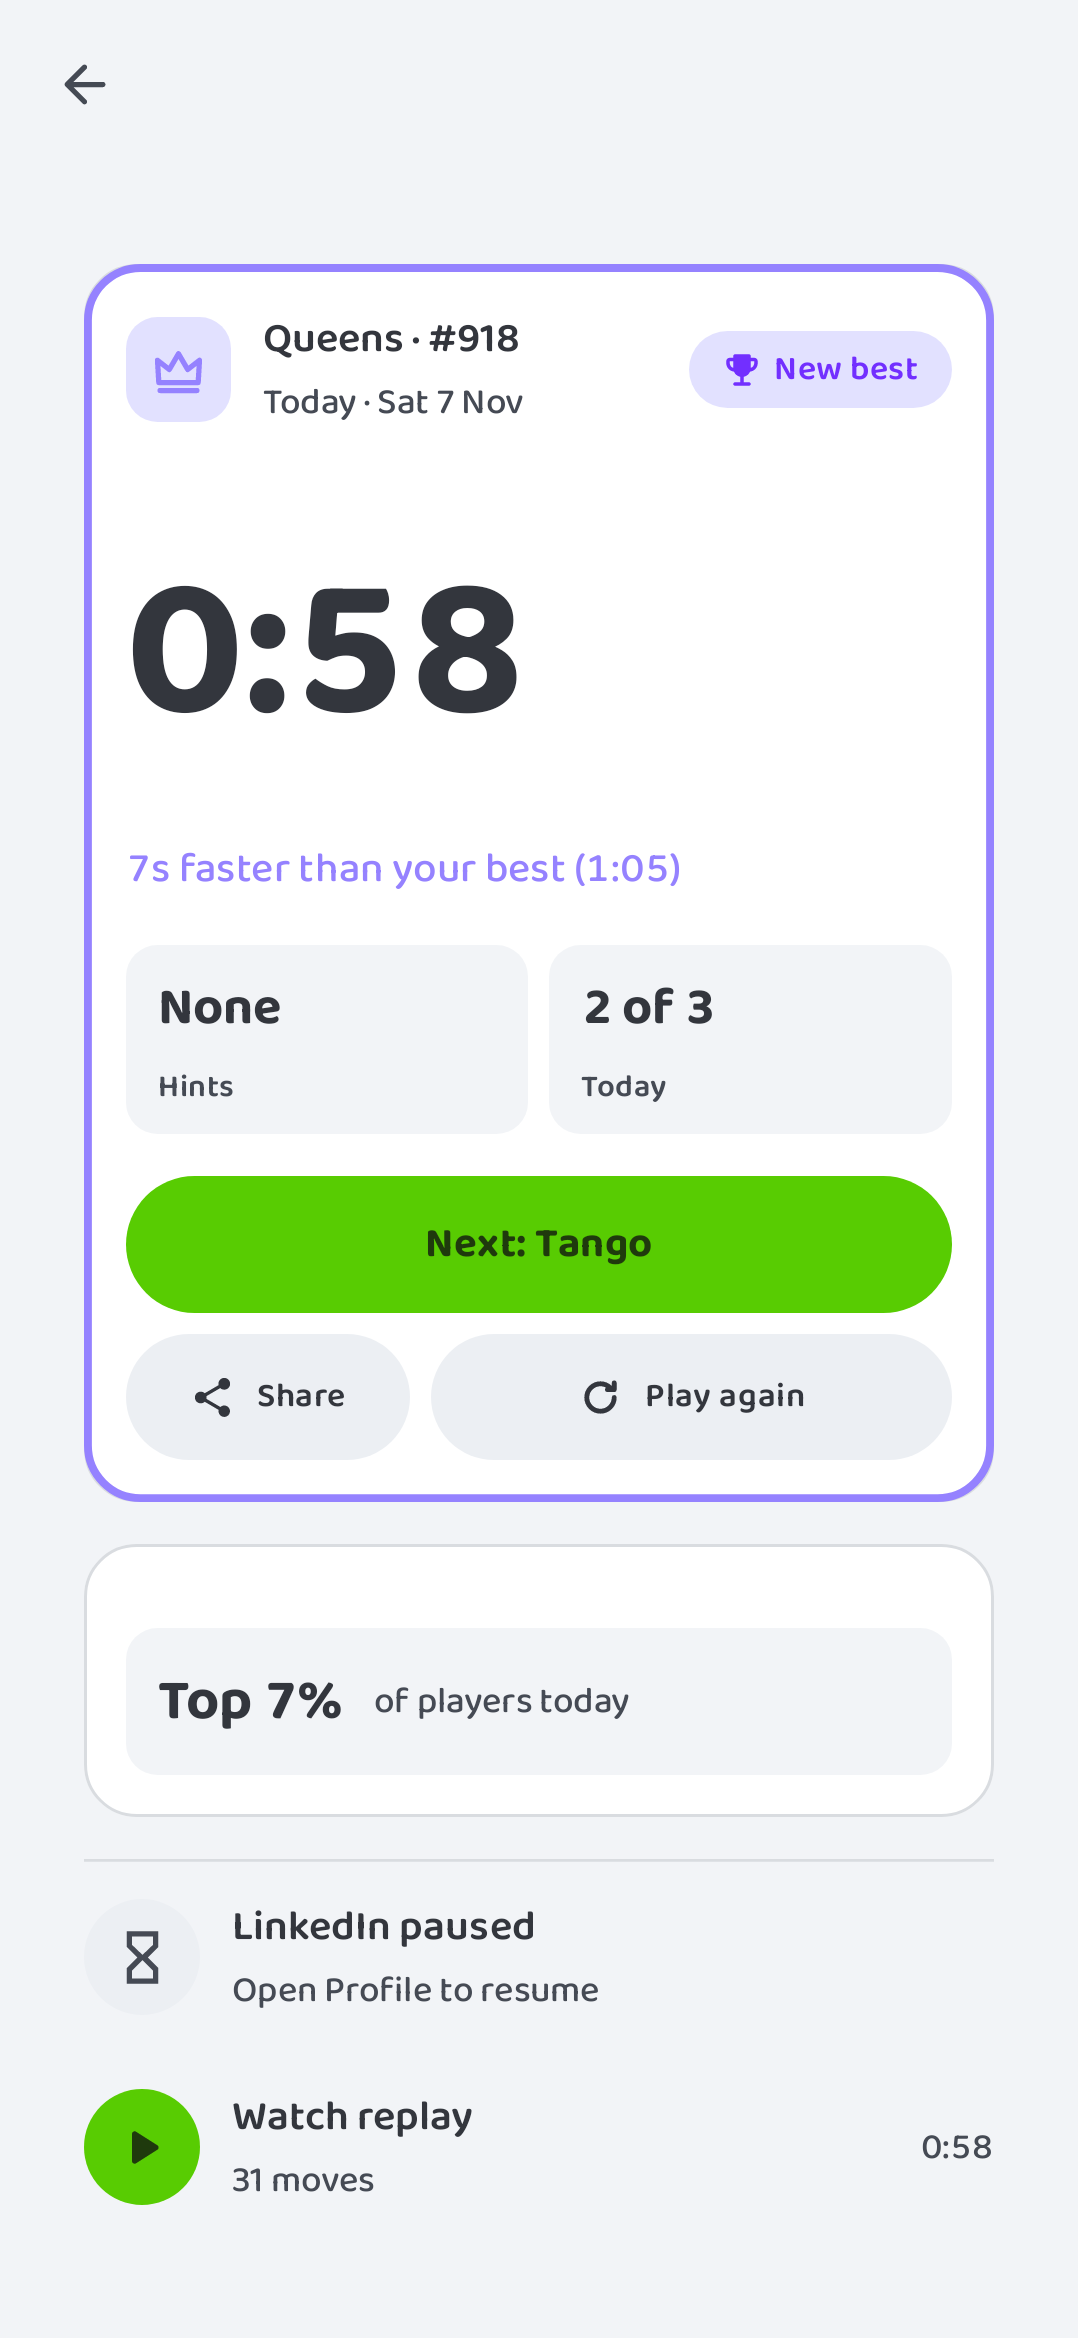 Queens · #918
Today · Sat 7 Nov
New best
0:58
7s faster than your best (1:05)
None
Hints
2 of 3
Today
Next: Tango
Share
Play again
Top 7% of players today
LinkedIn paused
Open Profile to resume
Watch replay
31 moves
0:58